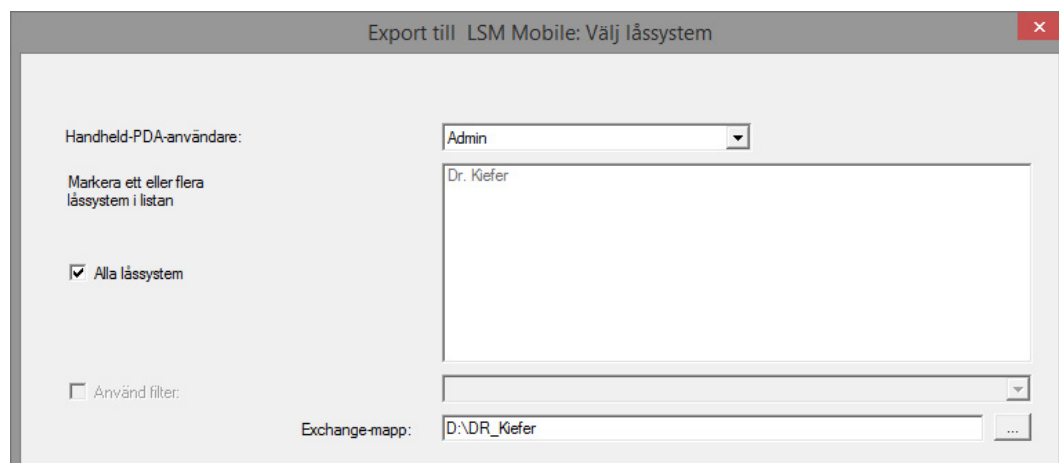 Export till LSM Mobile: Välj låssystem
Handheld-PDA-användare:
Admin
Markera ett eller flera
låssystem i listan
Dr. Kiefer
Alla låssystem
Använd filter:
Exchange-mapp:
D:\DR_Kiefer
...